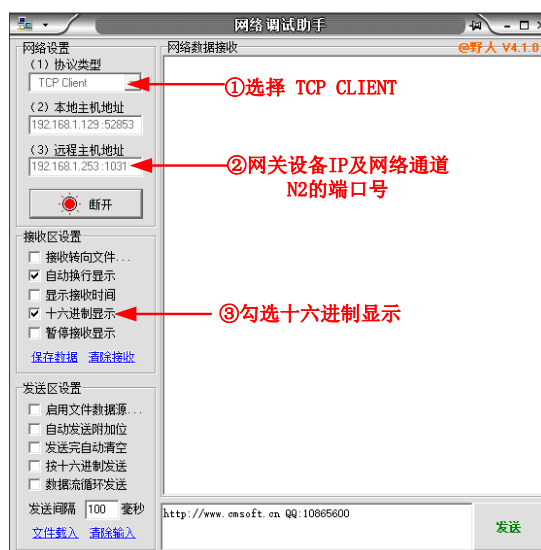 网络调试助手
网络设置
网络数据接收
@野人 V4.1.0
(1) 协议类型
TCP Client
①选择 TCP CLIENT
(2) 本地主机地址
192.168.1.129 :52853
(3) 远程主机地址
192.168.1.253 :1031
②网关设备IP及网络通道
N2的端口号
断开
接收区设置
接收转向文件...
自动换行显示
显示接收时间
十六进制显示
③勾选十六进制显示
暂停接收显示
保存数据 清除接收
发送区设置
启用文件数据源...
自动发送附加位
发送完自动清空
按十六进制发送
数据流循环发送
发送间隔 100 毫秒
文件载入 清除输入
http://www.cmsoft.cn QQ:10865600
发送